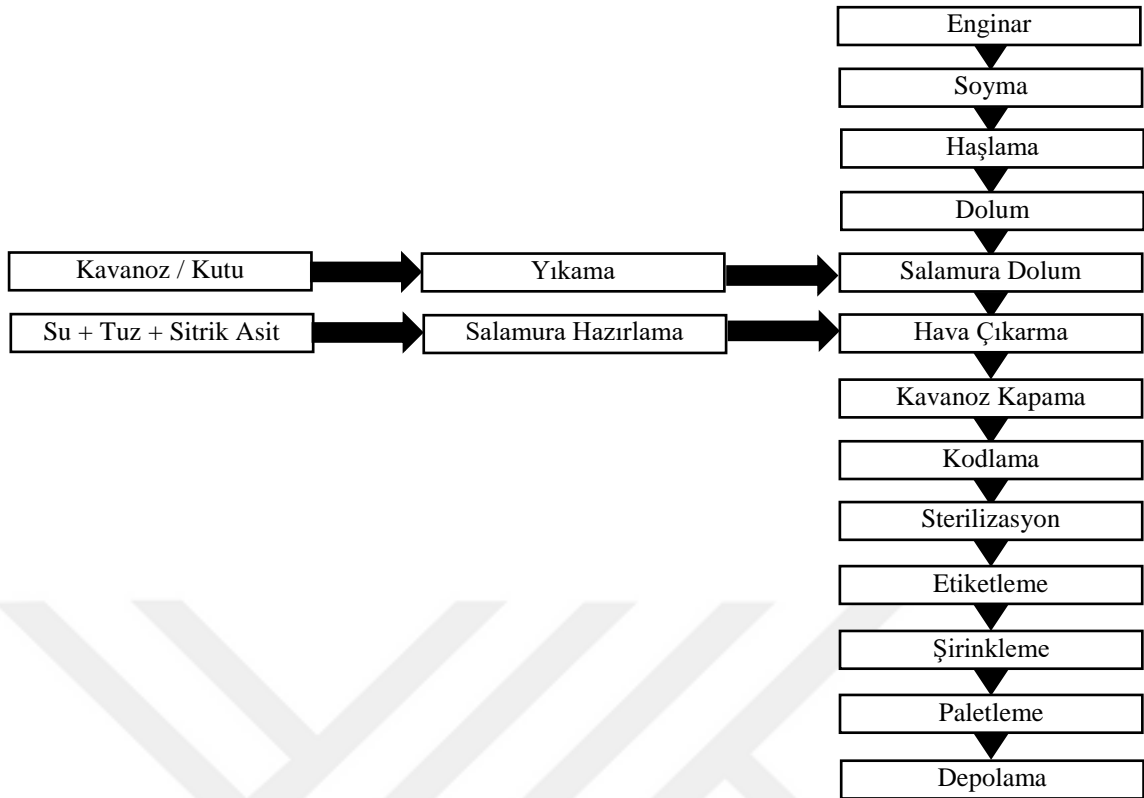 Enginar
Soyma
Haşlama
Dolum
Kavanoz / Kutu
Yıkama
Salamura Dolum
Su + Tuz + Sitrik Asit
Salamura Hazırlama
Hava Çıkarma
Kavanoz Kapama
Kodlama
Sterilizasyon
Etiketleme
Şirinkleme
Paletleme
Depolama